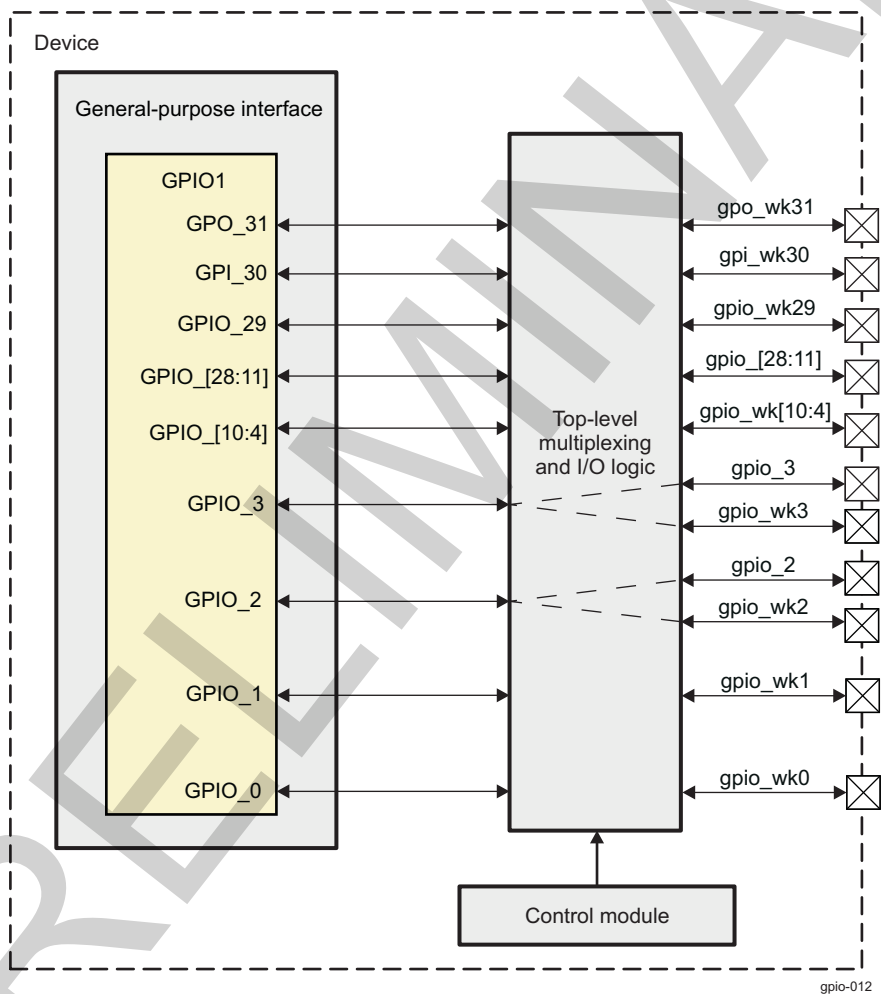 Device
General-purpose interface
GPIO1
GPO_31
GPI_30
GPIO_29
GPIO_[28:11]
GPIO_[10:4]
GPIO_3
GPIO_2
GPIO_1
GPIO_0
Top-level
multiplexing
and I/O logic
gpo_wk31
gpi_wk30
gpio_wk29
gpio_[28:11]
gpio_wk[10:4]
gpio_3
gpio_wk3
gpio_2
gpio_wk2
gpio_wk1
gpio_wk0
Control module
gpio-012
RELIMINA